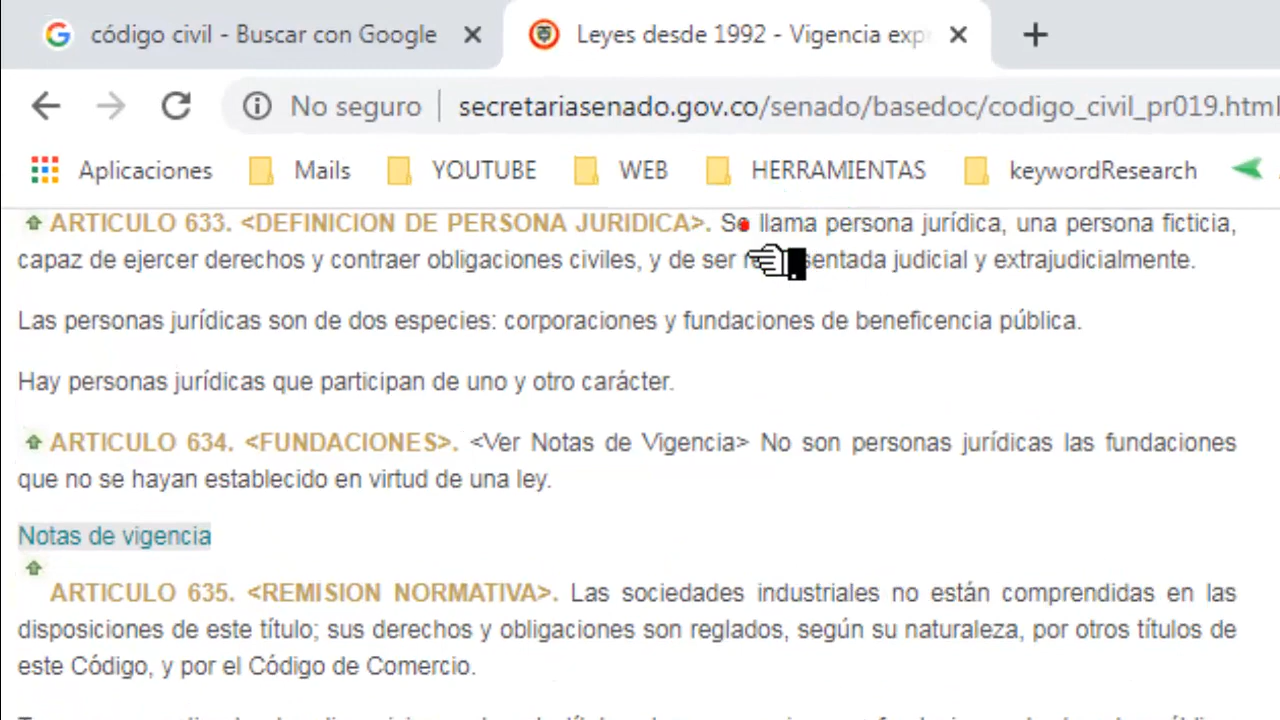 código civil - Buscar con Google
Leyes desde 1992 - Vigencia exp
No seguro
secretariasenado.gov.co/senado/basedoc/codigo_civil_pr019.html
Aplicaciones Mails YOUTUBE WEB HERRAMIENTAS keywordResearch
ARTICULO 633. <DEFINICION DE PERSONA JURIDICA>. Se llama persona jurídica, una persona ficticia,
capaz de ejercer derechos y contraer obligaciones civiles, y de ser representada judicial y extrajudicialmente.
Las personas jurídicas son de dos especies: corporaciones y fundaciones de beneficencia pública.
Hay personas jurídicas que participan de uno y otro carácter.
ARTICULO 634. <FUNDACIONES>. <Ver Notas de Vigencia> No son personas jurídicas las fundaciones
que no se hayan establecido en virtud de una ley.
Notas de vigencia
ARTICULO 635. <REMISION NORMATIVA>. Las sociedades industriales no están comprendidas en las
disposiciones de este título; sus derechos y obligaciones son reglados, según su naturaleza, por otros títulos de
este Código, y por el Código de Comercio.